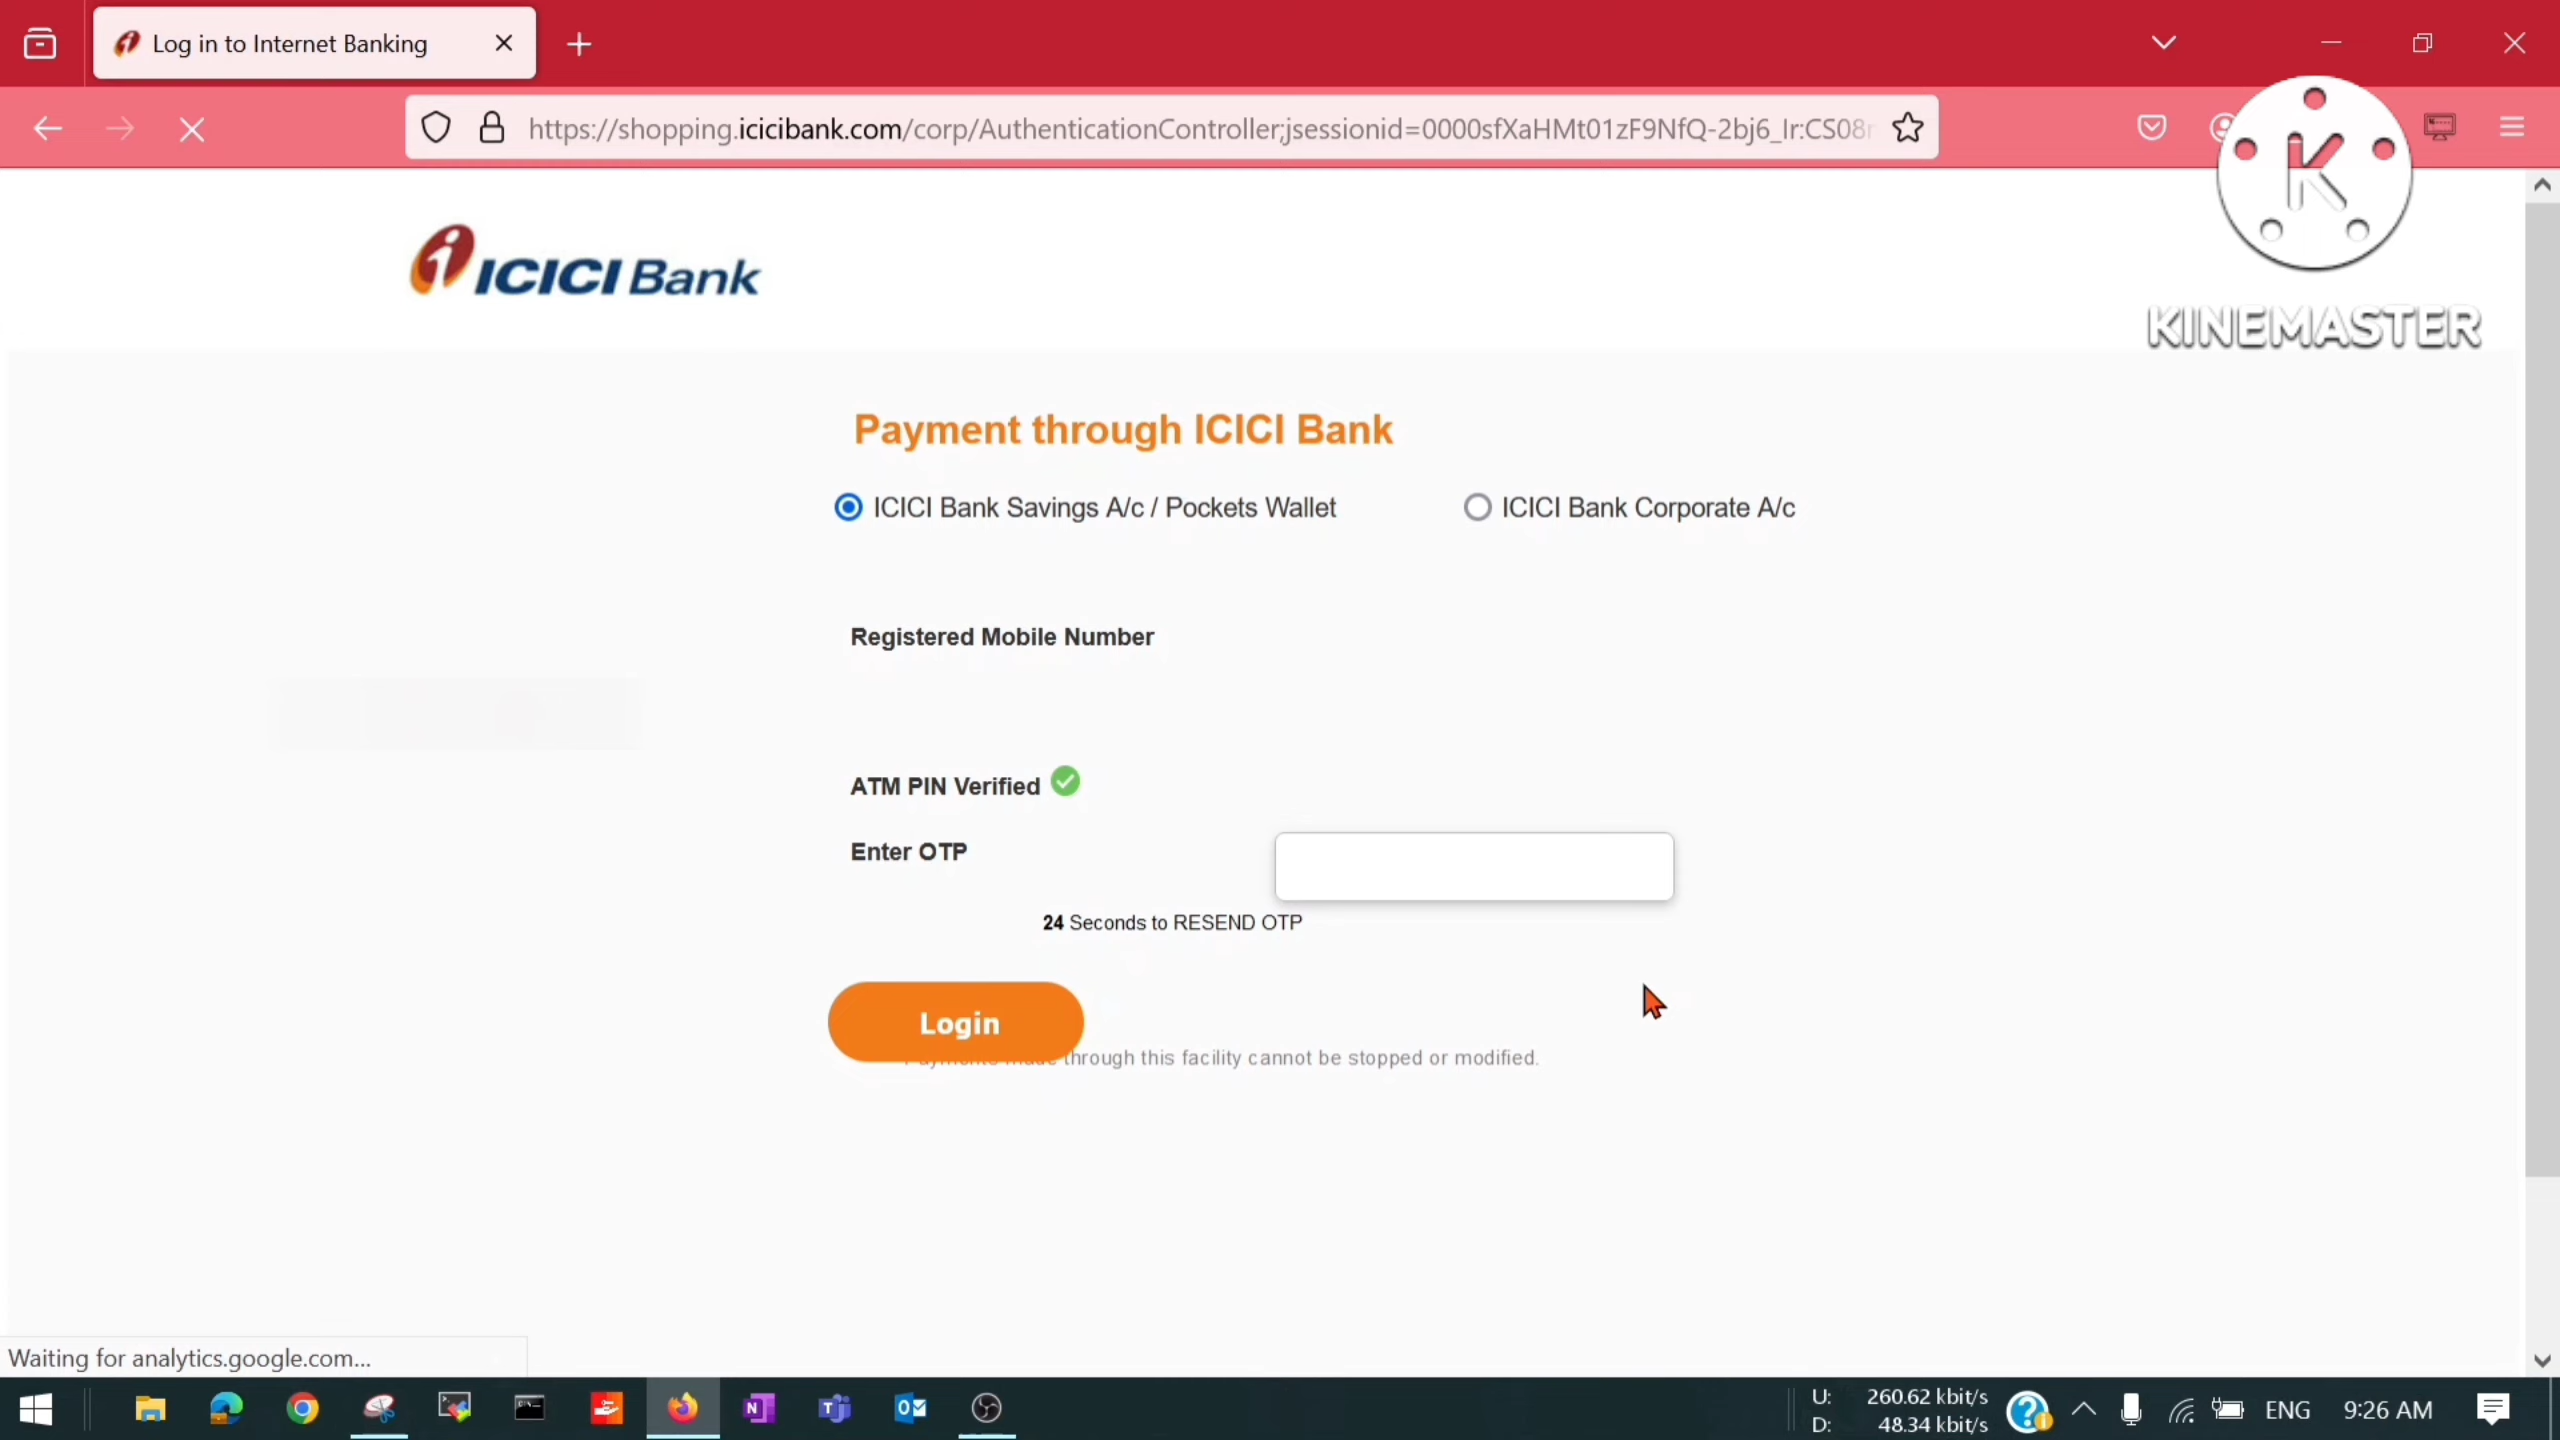 Log in to Internet Banking
https://shopping.icicibank.com/corp/AuthenticationController;jsessionid=0000sfXaHMt01zF9NfQ-2bj6_Ir:CS08
K
KINEMASTER
ICICI Bank
Payment through ICICI Bank
ICICI Bank Savings A/c / Pockets Wallet
ICICI Bank Corporate A/c
Registered Mobile Number
ATM PIN Verified
Enter OTP
24 Seconds to RESEND OTP
Login
Payments made through this facility cannot be stopped or modified.
Waiting for analytics.google.com...
U: 260.62 kbit/s
D: 48.34 kbit/s
ENG
9:26 AM